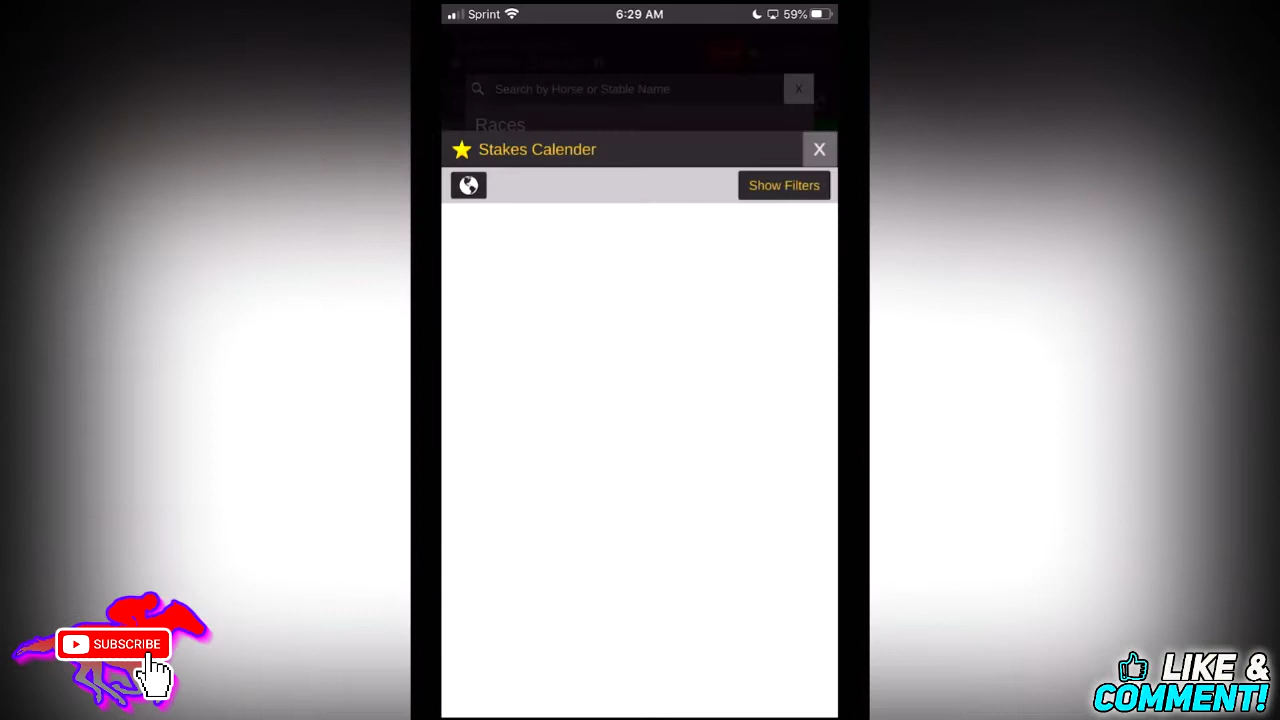 Sprint 6:29 AM 59%
Search by Horse or Stable Name X
Races
Stakes Calender X
Show Filters
SUBSCRIBE
LIKE &
COMMENT!